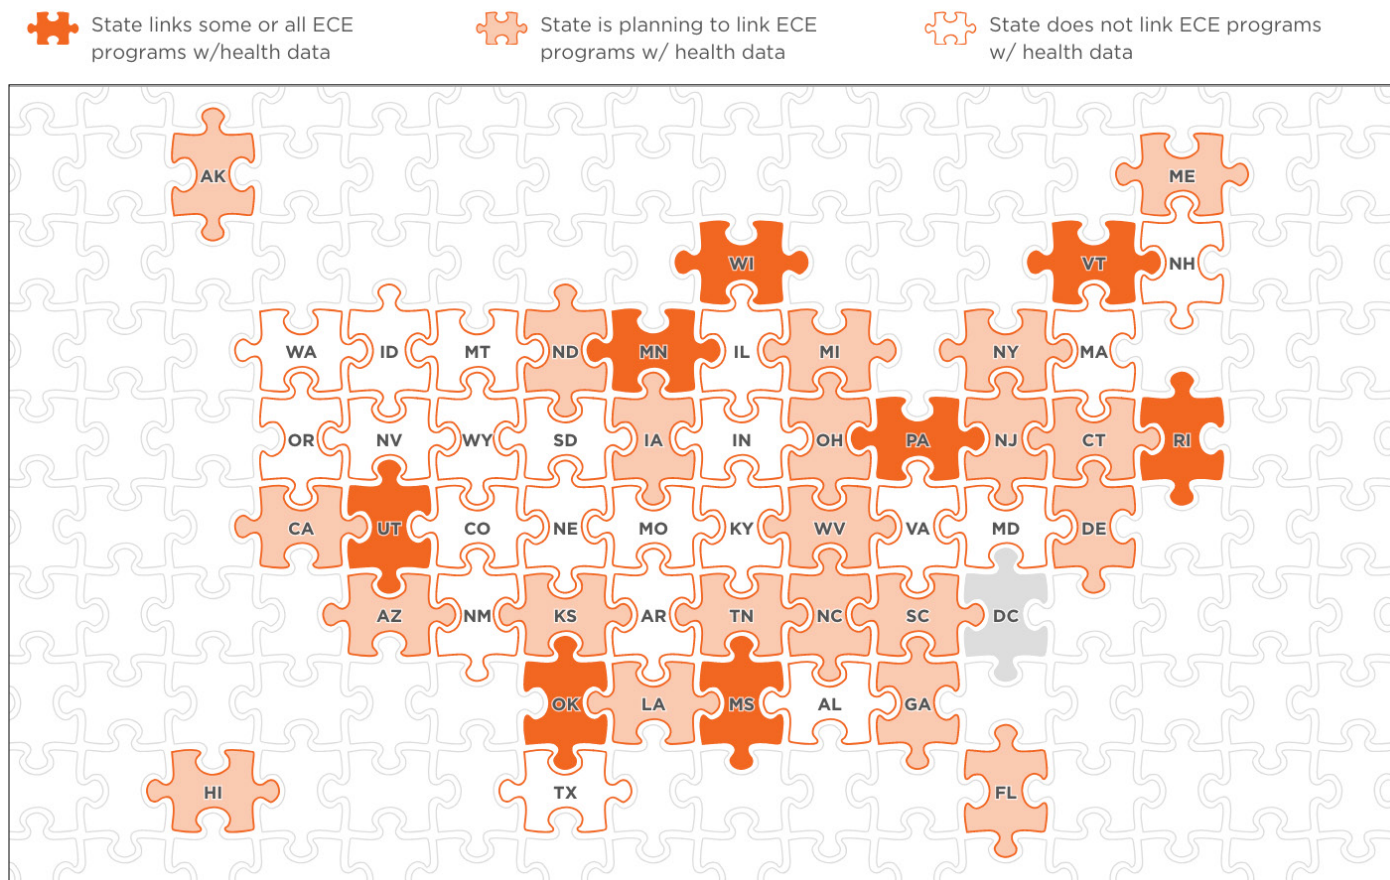 State links some or all ECE
programs w/health data
State is planning to link ECE
programs w/ health data
State does not link ECE programs
w/ health data
AK
ME
WI
VT
NH
WA
ID
MT
ND
MN
IL
MI
NY
MA
OR
NV
WY
SD
IA
IN
OH
PA
NJ
CT
RI
CA
UT
CO
NE
MO
KY
WV
VA
MD
DE
AZ
NM
KS
AR
TN
NC
SC
DC
OK
LA
MS
AL
GA
HI
TX
FL